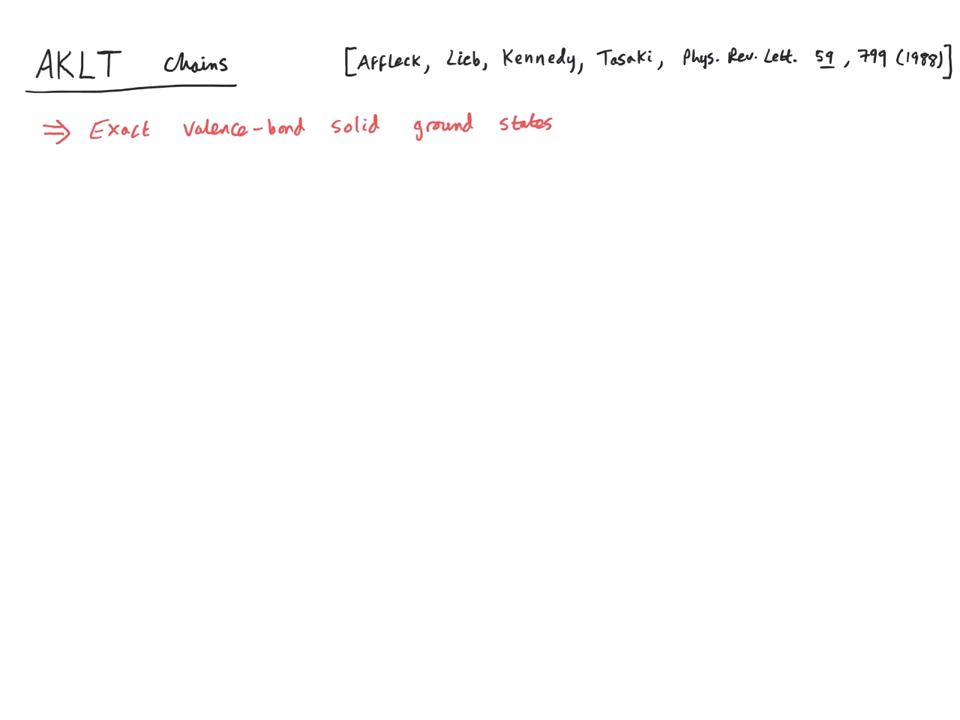 AKLT chains [Affleck, Lieb, Kennedy, Tasaki, Phys. Rev. Lett. 59, 799 (1988)]
⇒ Exact valence-bond solid ground states